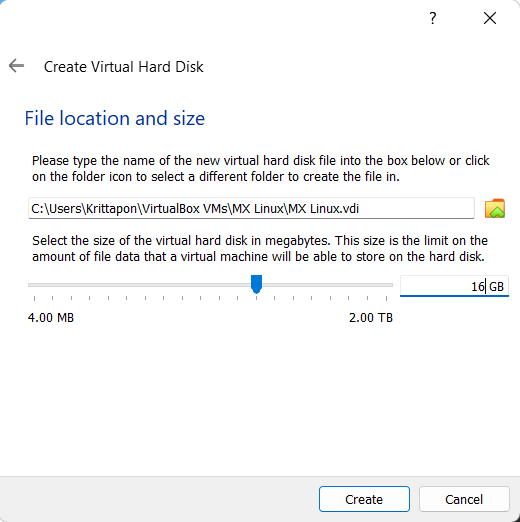 ?
Create Virtual Hard Disk
File location and size
Please type the name of the new virtual hard disk file into the box below or click
on the folder icon to select a different folder to create the file in.
C:\Users\Krittapon\VirtualBox VMs\MX Linux\MX Linux.vdi
Select the size of the virtual hard disk in megabytes. This size is the limit on the
amount of file data that a virtual machine will be able to store on the hard disk.
16 GB
4.00 MB 2.00 TB
Create Cancel